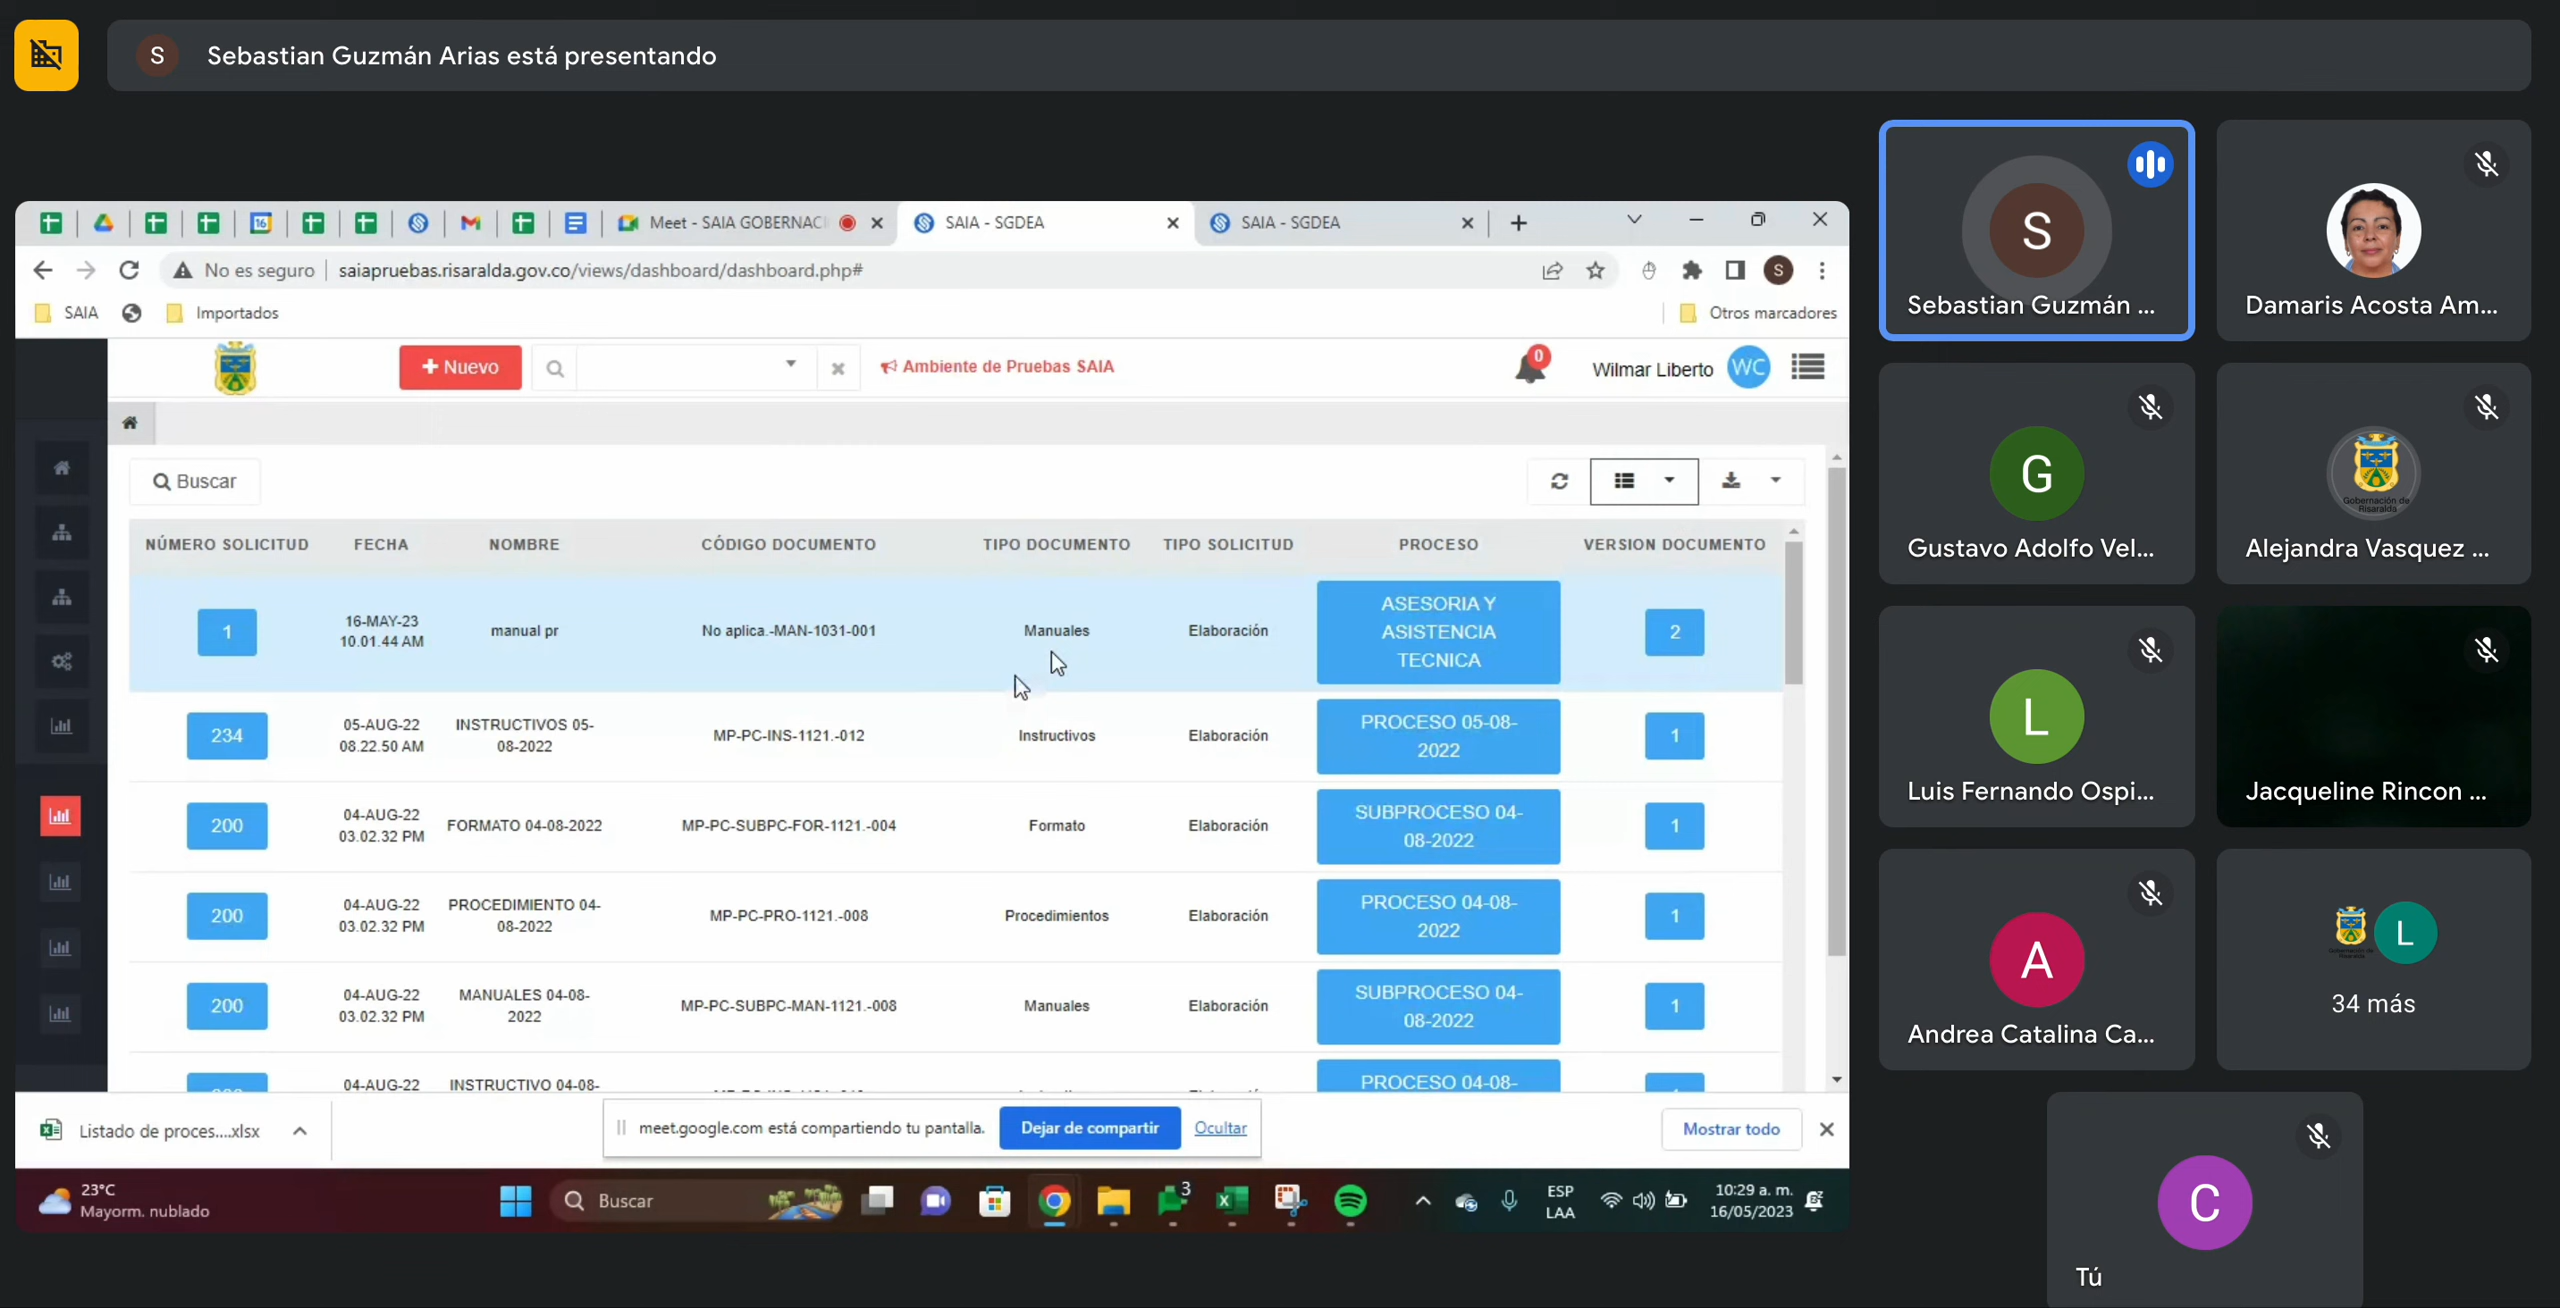 S Sebastian Guzmán Arias está presentando
Meet - SAIA GOBERNACI
SAIA - SGDEA
SAIA - SGDEA
No es seguro saiapruebas.risaralda.gov.co/views/dashboard/dashboard.php#
S
SAIA
Importados
Otros marcadores
+ Nuevo
Ambiente de Pruebas SAIA
0
Wilmar Liberto WC
Buscar
NÚMERO SOLICITUD FECHA NOMBRE CÓDIGO DOCUMENTO TIPO DOCUMENTO TIPO SOLICITUD PROCESO VERSION DOCUMENTO
1 16-MAY-23 10.01.44 AM manual pr No aplica.-MAN-1031-001 Manuales Elaboración ASESORIA Y ASISTENCIA TECNICA 2
234 05-AUG-22 08.22.50 AM INSTRUCTIVOS 05-08-2022 MP-PC-INS-1121.-012 Instructivos Elaboración PROCESO 05-08-2022 1
200 04-AUG-22 03.02.32 PM FORMATO 04-08-2022 MP-PC-SUBPC-FOR-1121.-004 Formato Elaboración SUBPROCESO 04-08-2022 1
200 04-AUG-22 03.02.32 PM PROCEDIMIENTO 04-08-2022 MP-PC-PRO-1121.-008 Procedimientos Elaboración PROCESO 04-08-2022 1
200 04-AUG-22 03.02.32 PM MANUALES 04-08-2022 MP-PC-SUBPC-MAN-1121.-008 Manuales Elaboración SUBPROCESO 04-08-2022 1
04-AUG-22 INSTRUCTIVO 04-08- PROCESO 04-08-
Listado de proces....xlsx
meet.google.com está compartiendo tu pantalla.
Dejar de compartir
Ocultar
Mostrar todo
23°C
Mayorm. nublado
Buscar
3
ESP
LAA
10:29 a. m.
16/05/2023
S
Sebastian Guzmán ...
Damaris Acosta Am...
G
Gustavo Adolfo Vel...
Gobernación de
Risaralda
Alejandra Vasquez ...
L
Luis Fernando Ospi...
Jacqueline Rincon ...
A
Andrea Catalina Ca...
L
34 más
C
Tú